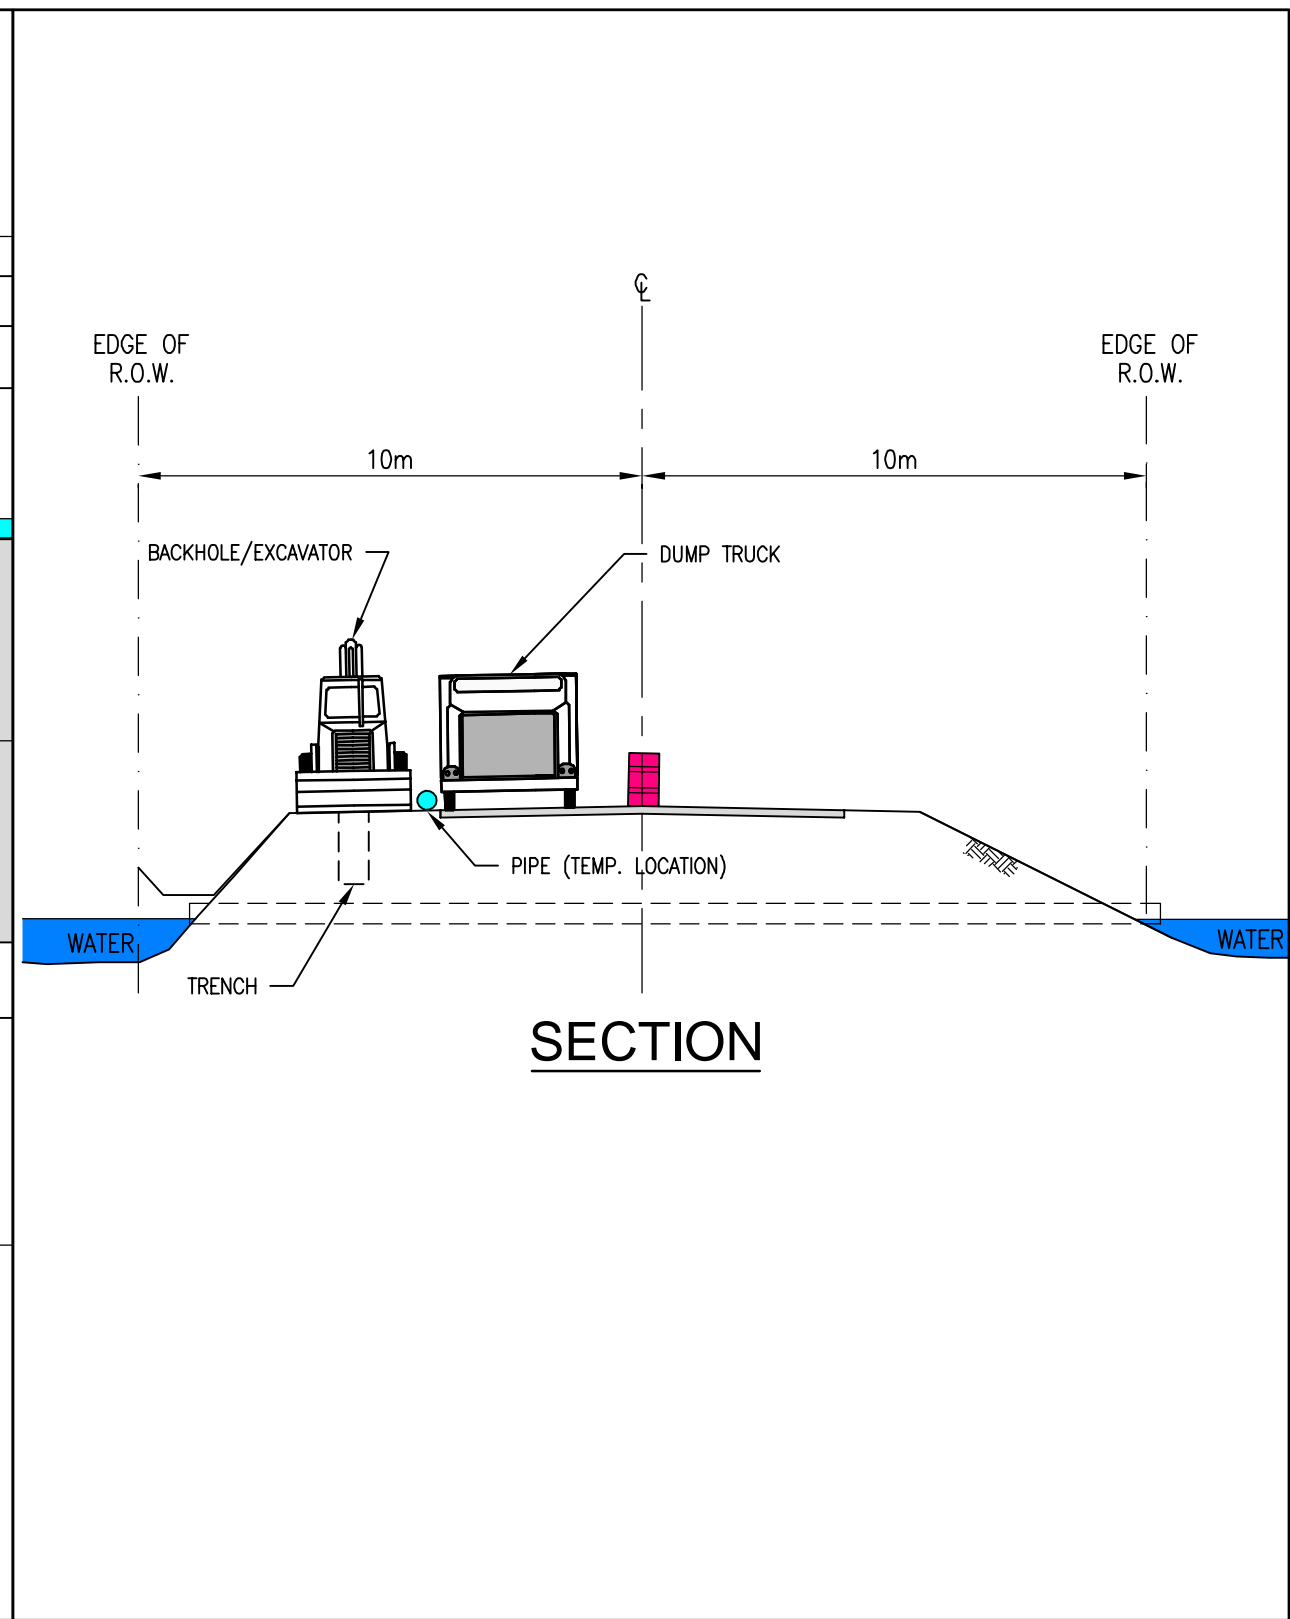 ℄
EDGE OF
R.O.W.
EDGE OF
R.O.W.
10m
10m
BACKHOLE/EXCAVATOR
DUMP TRUCK
PIPE (TEMP. LOCATION)
WATER
WATER
TRENCH
SECTION